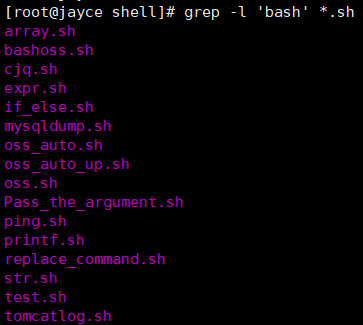 [root@jayce shell]# grep -l 'bash' *.sh
array.sh
bashoss.sh
cjq.sh
expr.sh
if_else.sh
mysqldump.sh
oss_auto.sh
oss_auto_up.sh
oss.sh
Pass_the_argument.sh
ping.sh
printf.sh
replace_command.sh
str.sh
test.sh
tomcatlog.sh